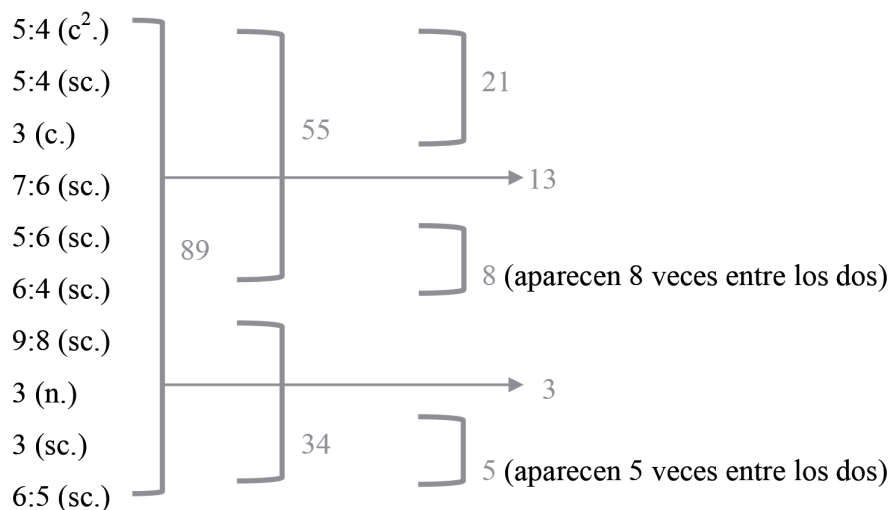 5:4 (c².)
5:4 (sc.)
21
3 (c.)
55
7:6 (sc.)
13
5:6 (sc.)
89
6:4 (sc.)
8 (aparecen 8 veces entre los dos)
9:8 (sc.)
3 (n.)
3
3 (sc.)
34
5 (aparecen 5 veces entre los dos)
6:5 (sc.)